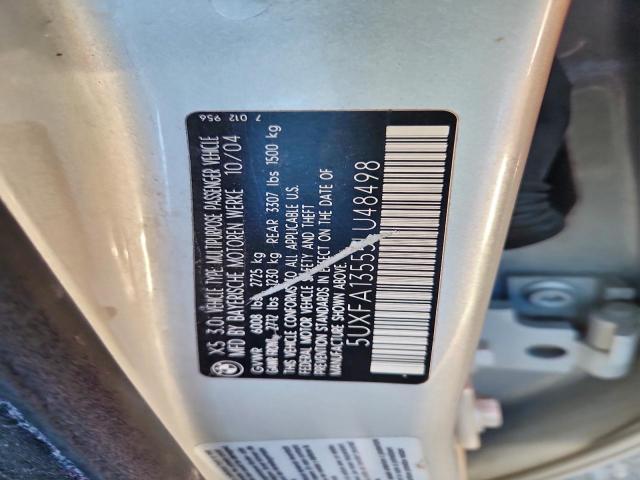 7 012 956
X5 3.0i VEHICLE TYPE MULTIPURPOSE PASSENGER VEHICLE
MFD BY BAYERISCHE MOTOREN WERKE 10/04
GVWR 6008 lbs 2725 kg
GAWR FRONT 2712 lbs 1230 kg REAR 3307 lbs 1500 kg
THIS VEHICLE CONFORMS TO ALL APPLICABLE U.S.
FEDERAL MOTOR VEHICLE SAFETY AND THEFT
PREVENTION STANDARDS IN EFFECT ON THE DATE OF
MANUFACTURE SHOWN ABOVE.
5UXFA13555LU48498